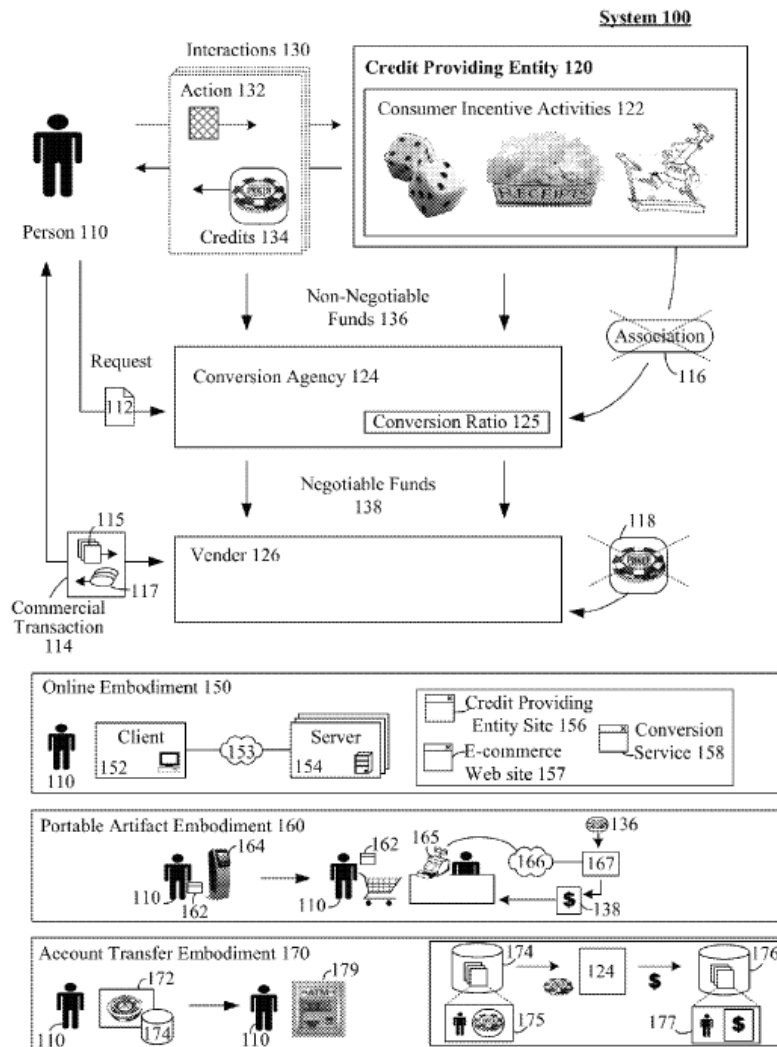 System 100
Interactions 130
Action 132
Credits 134
Credit Providing Entity 120
Consumer Incentive Activities 122
RECEIPTS
Person 110
Non-Negotiable
Funds 136
Association
116
Request
112
Conversion Agency 124
Conversion Ratio 125
Negotiable Funds
138
115
117
Commercial
Transaction
114
Vender 126
118
Online Embodiment 150
110
Client
152
153
Server
154
Credit Providing
Entity Site 156
E-commerce
Web site 157
Conversion
Service 158
Portable Artifact Embodiment 160
110
162
164
110
162
165
166
167
136
138
$
Account Transfer Embodiment 170
110
172
174
110
179
ATM
174
175
124
$
176
177
$